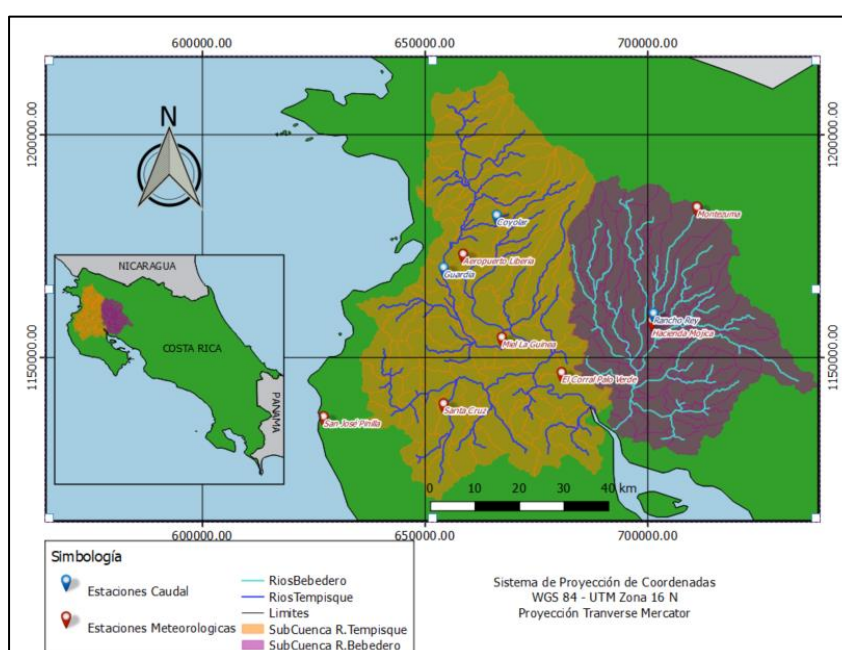 600000.00
650000.00
700000.00
1200000.00
1200000.00
N
Montezuma
Coyolar
Aeropuerto Liberia
Guardia
NICARAGUA
COSTA RICA
PANAMA
Rancho Rey
Hacienda Mojica
Miel La Guinea
1150000.00
1150000.00
El Corral Palo Verde
Santa Cruz
San José Pinilla
0 10 20 30 40 km
600000.00
650000.00
700000.00
Simbología
Estaciones Caudal
Estaciones Meteorologicas
RiosBebedero
RiosTempisque
Limites
SubCuenca R.Tempisque
SubCuenca R.Bebedero
Sistema de Proyección de Coordenadas
WGS 84 - UTM Zona 16 N
Proyección Tranverse Mercator